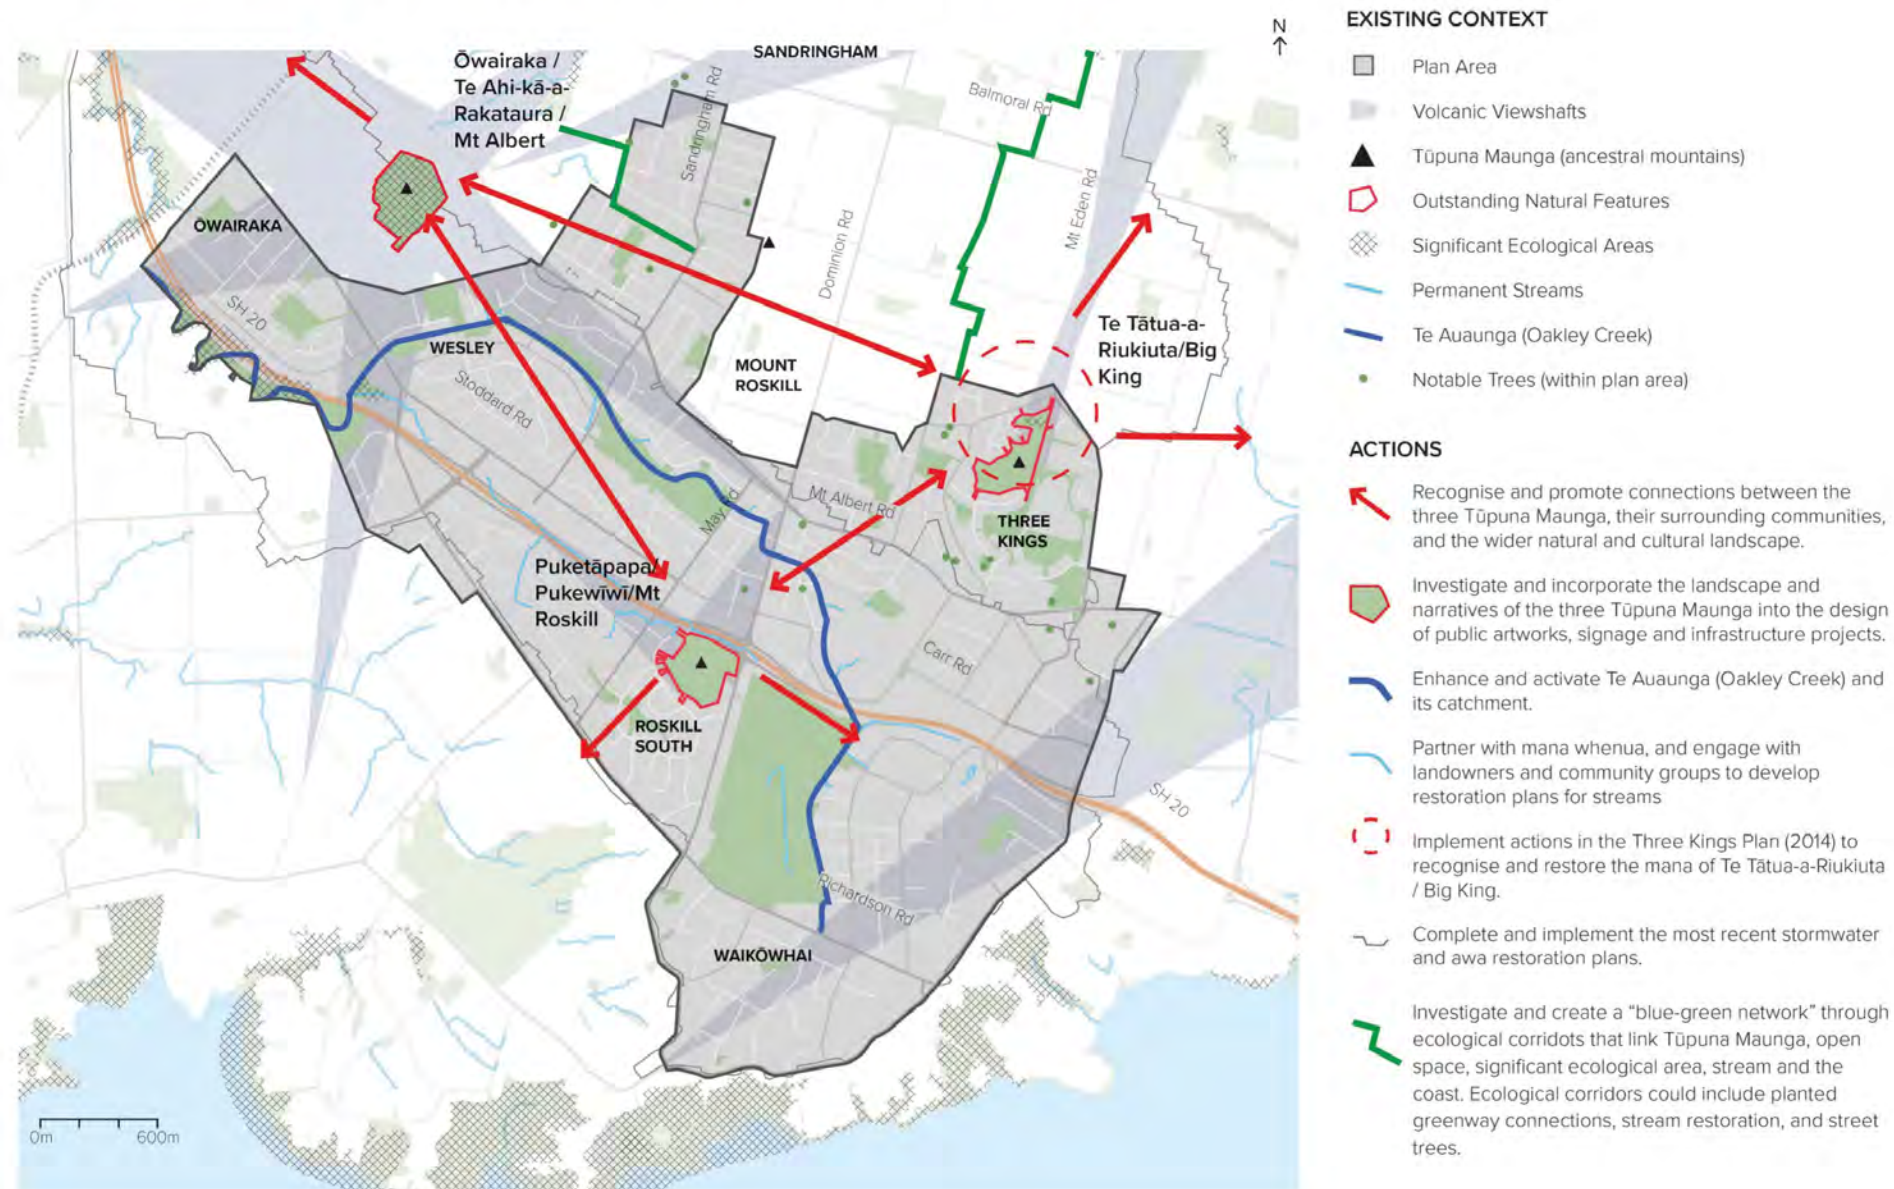 SANDRINGHAM
N
Ōwairaka /
Te Ahi-kā-a-
Rakataura /
Mt Albert
Sandringham Rd
Balmoral Rd
Mt Eden Rd
Dominion Rd
ŌWAIRAKA
SH 20
WESLEY
Stoddard Rd
MOUNT
ROSKILL
Te Tātua-a-
Riukiuta/Big
King
Mt Albert Rd
May Rd
THREE
KINGS
Puketāpapa/
Pukewīwī/Mt
Roskill
Carr Rd
ROSKILL
SOUTH
SH 20
Richardson Rd
WAIKŌWHAI
0m
600m
EXISTING CONTEXT
Plan Area
Volcanic Viewshafts
Tūpuna Maunga (ancestral mountains)
Outstanding Natural Features
Significant Ecological Areas
Permanent Streams
Te Auaunga (Oakley Creek)
Notable Trees (within plan area)
ACTIONS
Recognise and promote connections between the
three Tūpuna Maunga, their surrounding communities,
and the wider natural and cultural landscape.
Investigate and incorporate the landscape and
narratives of the three Tūpuna Maunga into the design
of public artworks, signage and infrastructure projects.
Enhance and activate Te Auaunga (Oakley Creek) and
its catchment.
Partner with mana whenua, and engage with
landowners and community groups to develop
restoration plans for streams
Implement actions in the Three Kings Plan (2014) to
recognise and restore the mana of Te Tātua-a-Riukiuta
/ Big King.
Complete and implement the most recent stormwater
and awa restoration plans.
Investigate and create a “blue-green network” through
ecological corridots that link Tūpuna Maunga, open
space, significant ecological area, stream and the
coast. Ecological corridors could include planted
greenway connections, stream restoration, and street
trees.